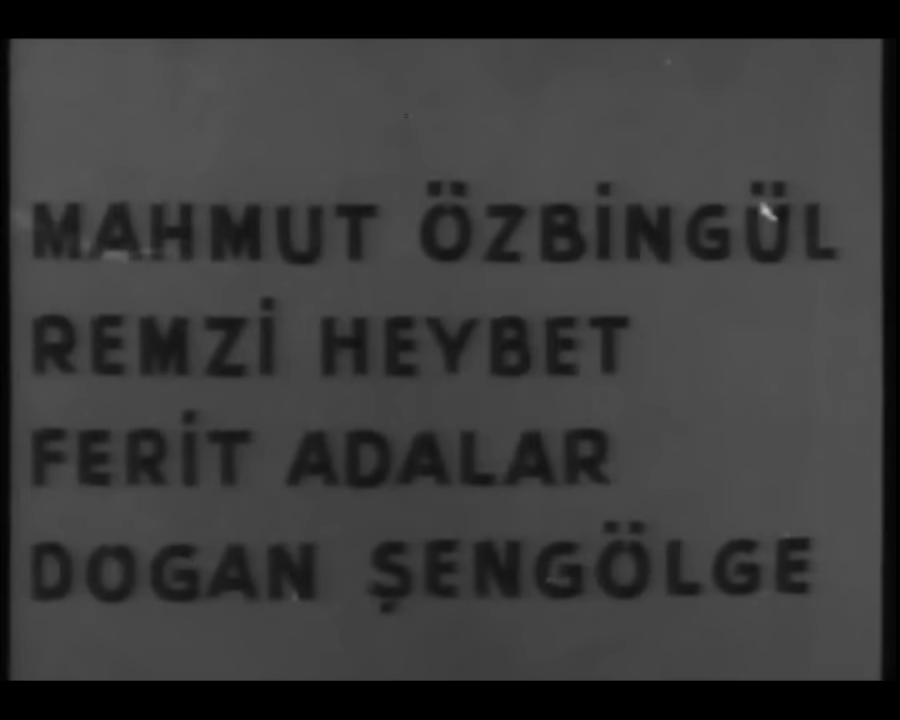 MAHMUT ÖZBİNGÜL
REMZİ HEYBET
FERİT ADALAR
DOGAN ŞENGÖLGE